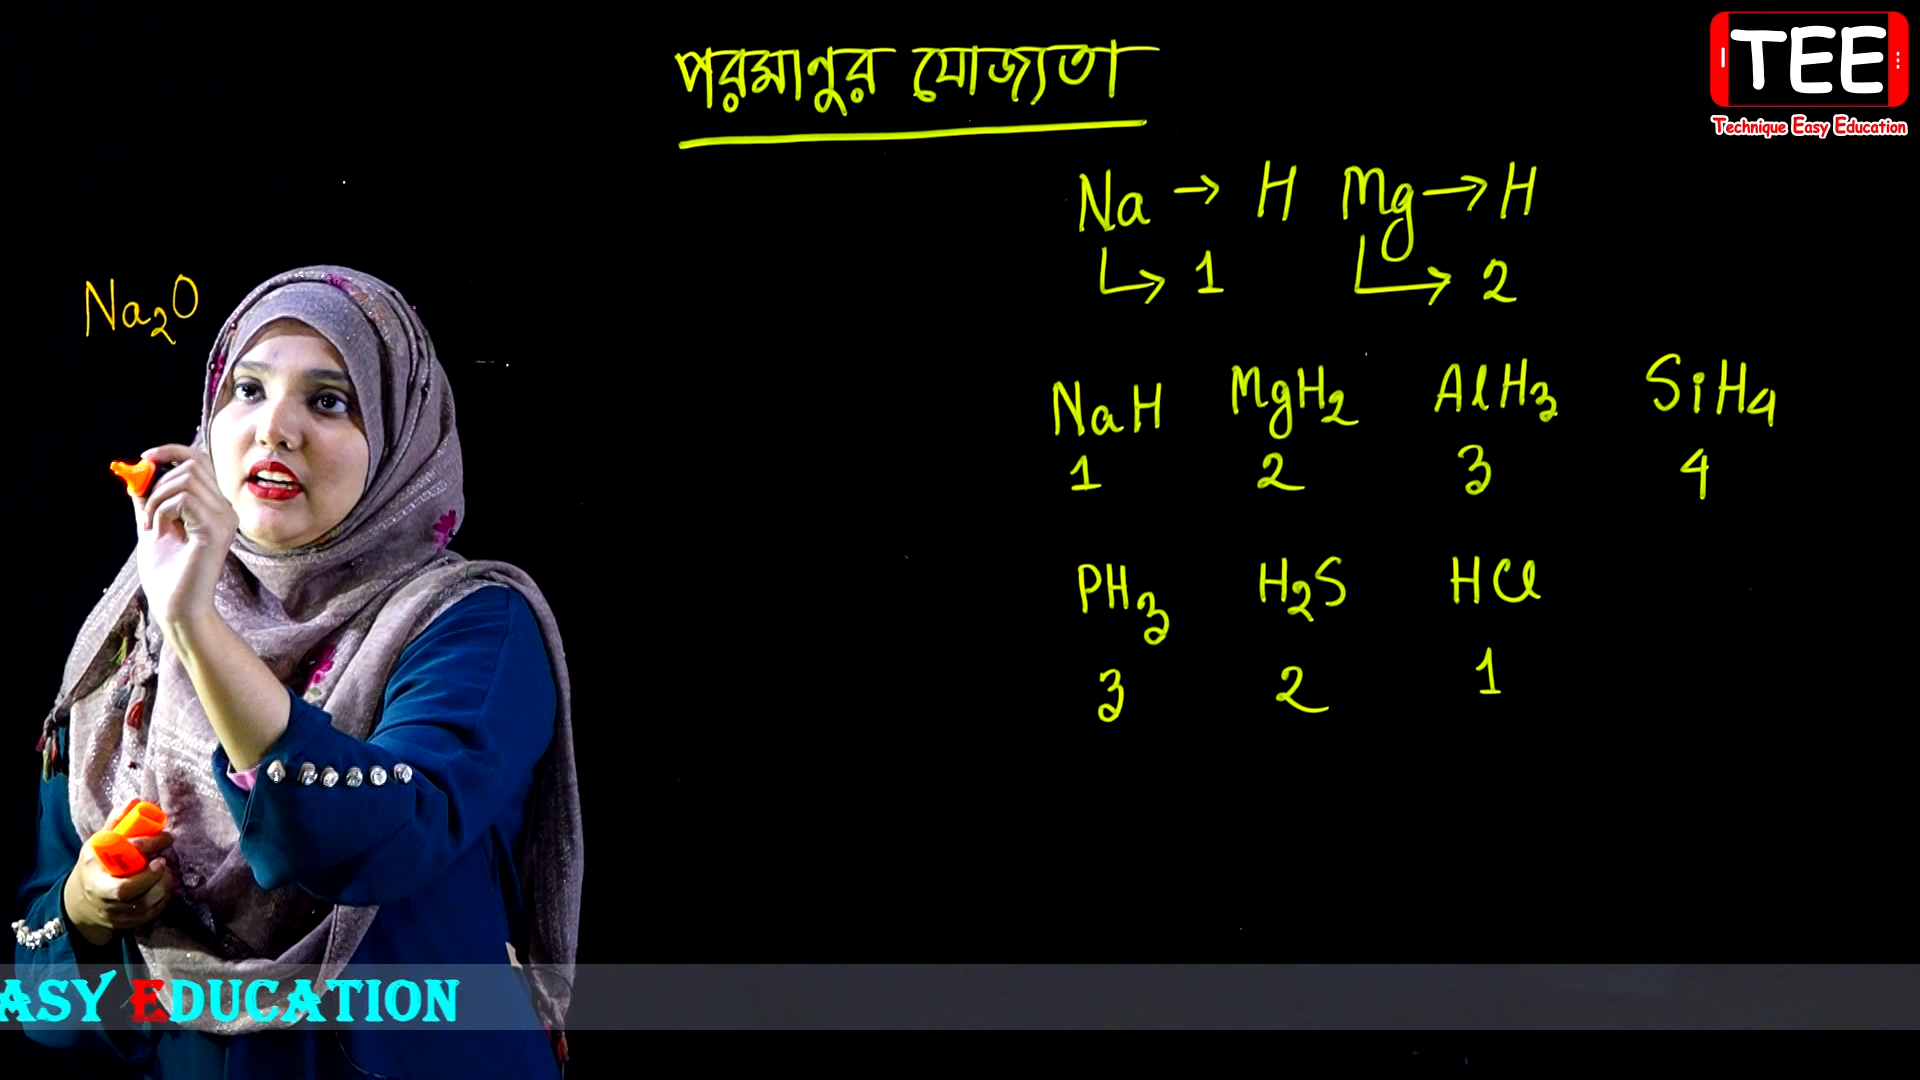 পরমানুর যোজ্যতা
TEE
Technique Easy Education
Na → H Mg → H
↳ 1 ↳ 2
Na₂O
NaH MgH₂ AlH₃ SiH₄
1 2 3 4
PH₃ H₂S HCl
3 2 1
ASY EDUCATION